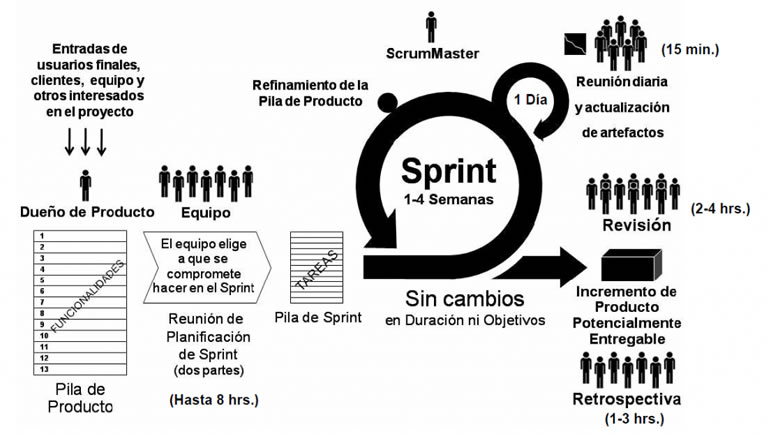 Entradas de
usuarios finales,
clientes, equipo y
otros interesados
en el proyecto
Dueño de Producto
Equipo
1
2
3
4
5
6
7
8
9
10
11
12
13
FUNCIONALIDADES
Pila de
Producto
El equipo elige
a que se
compromete
hacer en el Sprint
Reunión de
Planificación
de Sprint
(dos partes)
(Hasta 8 hrs.)
TAREAS
Pila de Sprint
ScrumMaster
Refinamiento de la
Pila de Producto
1 Día
Sprint
1-4 Semanas
Sin cambios
en Duración ni Objetivos
(15 min.)
Reunión diaria
y actualización
de artefactos
(2-4 hrs.)
Revisión
Incremento de
Producto
Potencialmente
Entregable
Retrospectiva
(1-3 hrs.)